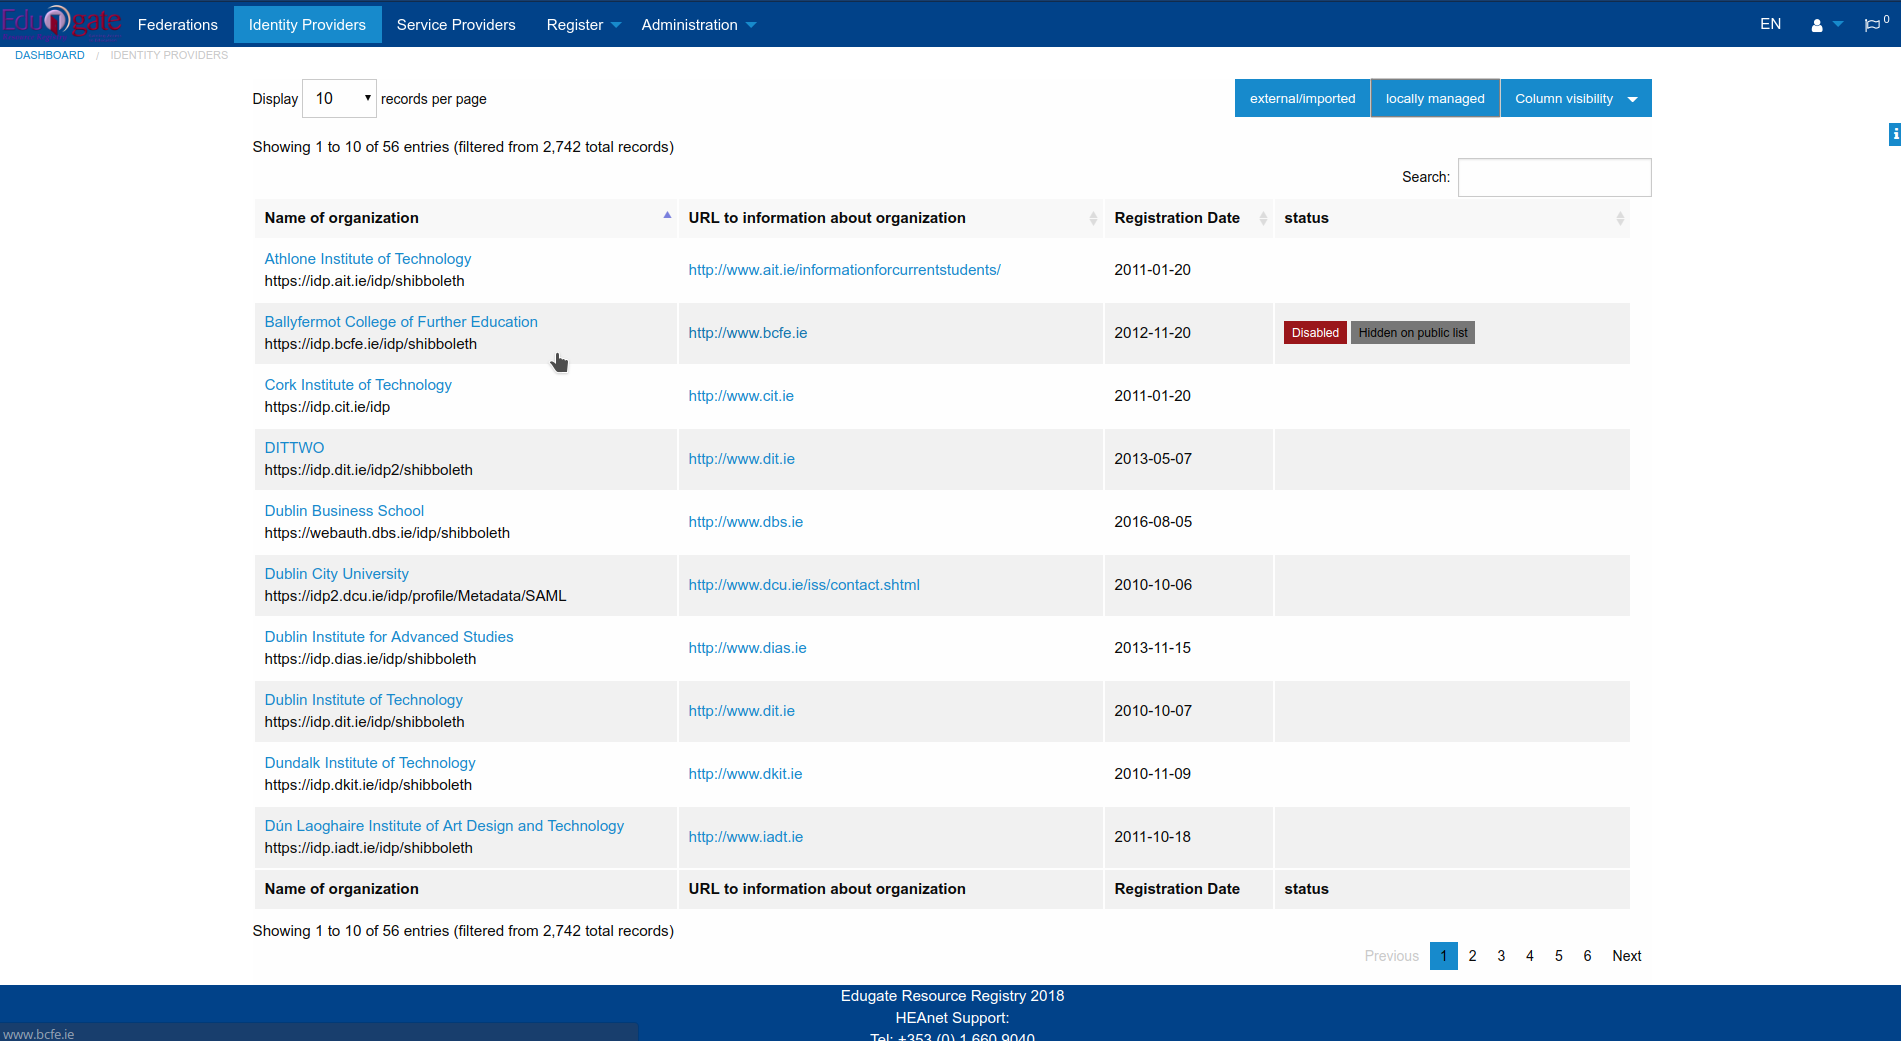 Edugate Federations Identity Providers Service Providers Register Administration EN 0
DASHBOARD / IDENTITY PROVIDERS
Display 10 records per page external/imported locally managed Column visibility
i
Showing 1 to 10 of 56 entries (filtered from 2,742 total records)
Search:
Name of organization URL to information about organization Registration Date status
Athlone Institute of Technology
https://idp.ait.ie/idp/shibboleth
http://www.ait.ie/informationforcurrentstudents/ 2011-01-20
Ballyfermot College of Further Education
https://idp.bcfe.ie/idp/shibboleth
http://www.bcfe.ie 2012-11-20 Disabled Hidden on public list
Cork Institute of Technology
https://idp.cit.ie/idp
http://www.cit.ie 2011-01-20
DITTWO
https://idp.dit.ie/idp2/shibboleth
http://www.dit.ie 2013-05-07
Dublin Business School
https://webauth.dbs.ie/idp/shibboleth
http://www.dbs.ie 2016-08-05
Dublin City University
https://idp2.dcu.ie/idp/profile/Metadata/SAML
http://www.dcu.ie/iss/contact.shtml 2010-10-06
Dublin Institute for Advanced Studies
https://idp.dias.ie/idp/shibboleth
http://www.dias.ie 2013-11-15
Dublin Institute of Technology
https://idp.dit.ie/idp/shibboleth
http://www.dit.ie 2010-10-07
Dundalk Institute of Technology
https://idp.dkit.ie/idp/shibboleth
http://www.dkit.ie 2010-11-09
Dún Laoghaire Institute of Art Design and Technology
https://idp.iadt.ie/idp/shibboleth
http://www.iadt.ie 2011-10-18
Name of organization URL to information about organization Registration Date status
Showing 1 to 10 of 56 entries (filtered from 2,742 total records)
Previous 1 2 3 4 5 6 Next
Edugate Resource Registry 2018
HEAnet Support:
Tel: +353 (0) 1 660 9040
www.bcfe.ie